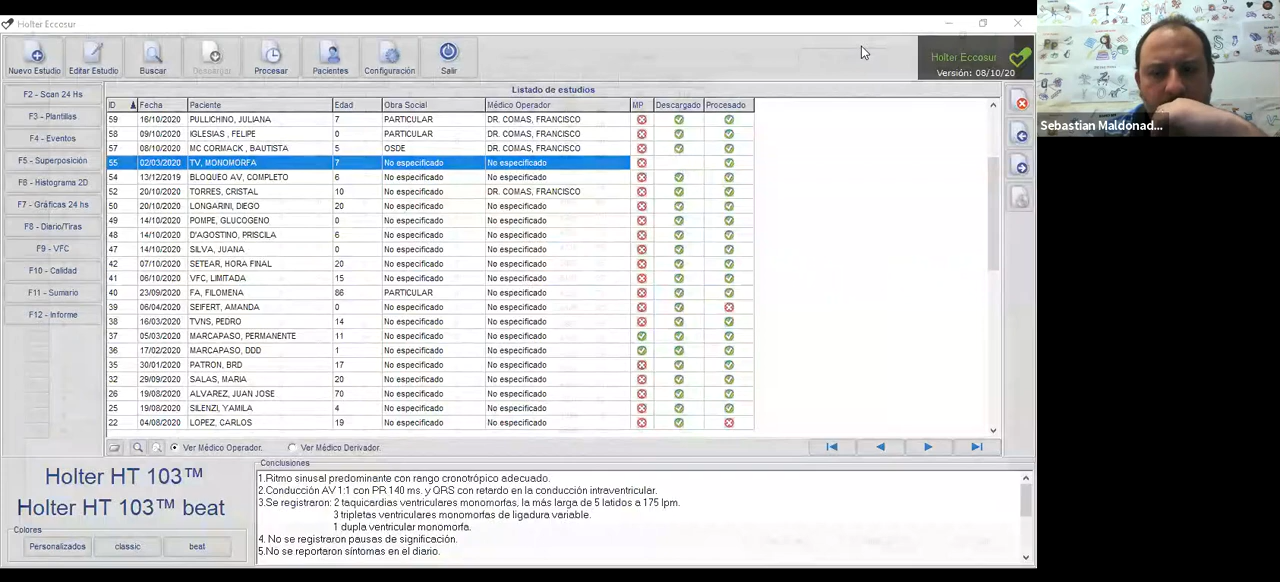 Holter Eccosur
Nuevo Estudio Editar Estudio Buscar Descargar Procesar Pacientes Configuración Salir
Holter Eccosur
Versión: 08/10/20
Listado de estudios
ID Fecha Paciente Edad Obra Social Médico Operador MP Descargado Procesado
59 16/10/2020 PULLICHINO, JULIANA 7 PARTICULAR DR. COMAS, FRANCISCO
58 09/10/2020 IGLESIAS , FELIPE 0 PARTICULAR DR. COMAS, FRANCISCO
57 08/10/2020 MC CORMACK , BAUTISTA 5 OSDE DR. COMAS, FRANCISCO
55 02/03/2020 TV, MONOMORFA 7 No especificado No especificado
54 13/12/2019 BLOQUEO AV, COMPLETO 6 No especificado No especificado
52 20/10/2020 TORRES, CRISTAL 10 No especificado DR. COMAS, FRANCISCO
50 20/10/2020 LONGARINI, DIEGO 20 No especificado No especificado
49 14/10/2020 POMPE, GLUCOGENO 0 No especificado No especificado
48 14/10/2020 D'AGOSTINO, PRISCILA 6 No especificado No especificado
47 14/10/2020 SILVA, JUANA 0 No especificado No especificado
42 07/10/2020 SETEAR, HORA FINAL 20 No especificado No especificado
41 06/10/2020 VFC, LIMITADA 15 No especificado No especificado
40 23/09/2020 FA, FILOMENA 86 PARTICULAR No especificado
39 06/04/2020 SEIFERT, AMANDA 0 No especificado No especificado
38 16/03/2020 TVNS, PEDRO 14 No especificado No especificado
37 05/03/2020 MARCAPASO, PERMANENTE 11 No especificado No especificado
36 17/02/2020 MARCAPASO, DDD 1 No especificado No especificado
35 30/01/2020 PATRON, BRD 17 No especificado No especificado
32 29/09/2020 SALAS, MARIA 20 No especificado No especificado
26 19/08/2020 ALVAREZ, JUAN JOSE 70 No especificado No especificado
25 19/08/2020 SILENZI, YAMILA 4 No especificado No especificado
22 04/08/2020 LOPEZ, CARLOS 19 No especificado No especificado
F2 - Scan 24 Hs
F3 - Plantillas
F4 - Eventos
F5 - Superposición
F6 - Histograma 2D
F7 - Gráficas 24 hs
F8 - Diario/Tiras
F9 - VFC
F10 - Calidad
F11 - Sumario
F12 - Informe
Ver Médico Operador. Ver Médico Derivador.
Holter HT 103™
Holter HT 103™ beat
Colores
Personalizados classic beat
Conclusiones
1.Ritmo sinusal predominante con rango cronotrópico adecuado.
2.Conducción AV 1:1 con PR 140 ms. y QRS con retardo en la conducción intraventricular.
3.Se registraron: 2 taquicardias ventriculares monomorfas, la más larga de 5 latidos a 175 lpm.
3 tripletas ventriculares monomorfas de ligadura variable.
1 dupla ventricular monomorfa.
4. No se registraron pausas de significación.
5.No se reportaron síntomas en el diario.
Sebastian Maldonad...